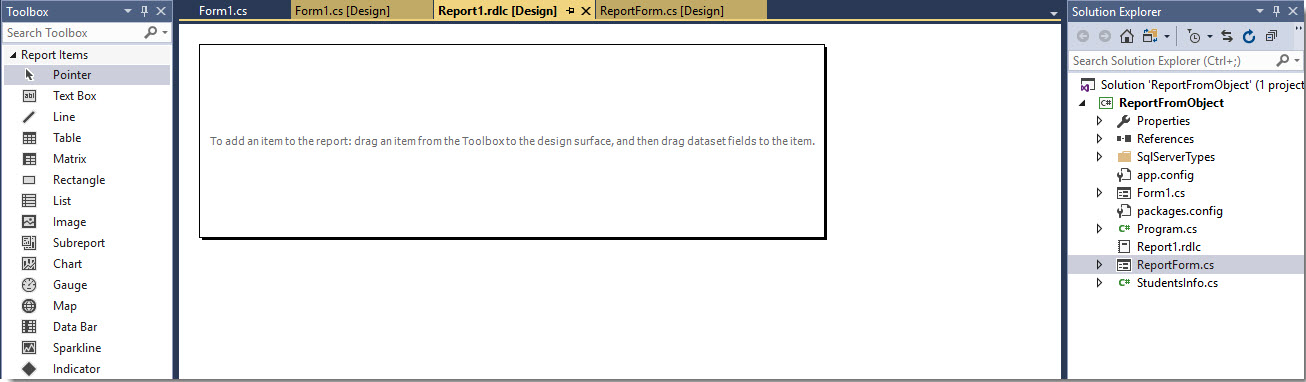 Toolbox
Search Toolbox
Report Items
Pointer
Text Box
Line
Table
Matrix
Rectangle
List
Image
Subreport
Chart
Gauge
Map
Data Bar
Sparkline
Indicator
Form1.cs
Form1.cs [Design]
Report1.rdlc [Design]
ReportForm.cs [Design]
To add an item to the report: drag an item from the Toolbox to the design surface, and then drag dataset fields to the item.
Solution Explorer
Search Solution Explorer (Ctrl+;)
Solution 'ReportFromObject' (1 project
C# ReportFromObject
Properties
References
SqlServerTypes
app.config
Form1.cs
packages.config
C# Program.cs
Report1.rdlc
ReportForm.cs
C# StudentsInfo.cs